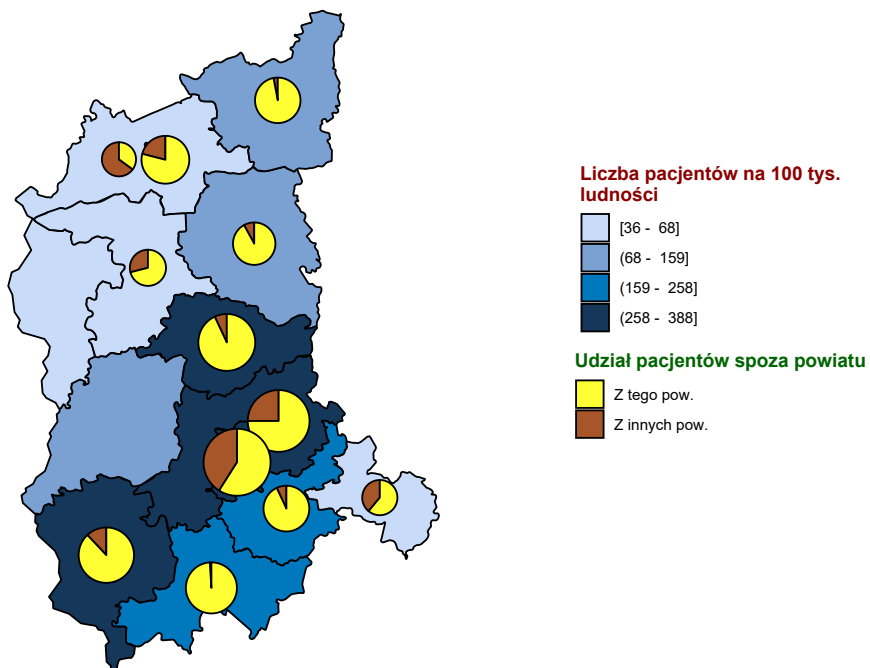 Liczba pacjentów na 100 tys.
ludności
[36 - 68]
(68 - 159]
(159 - 258]
(258 - 388]
Udział pacjentów spoza powiatu
Z tego pow.
Z innych pow.